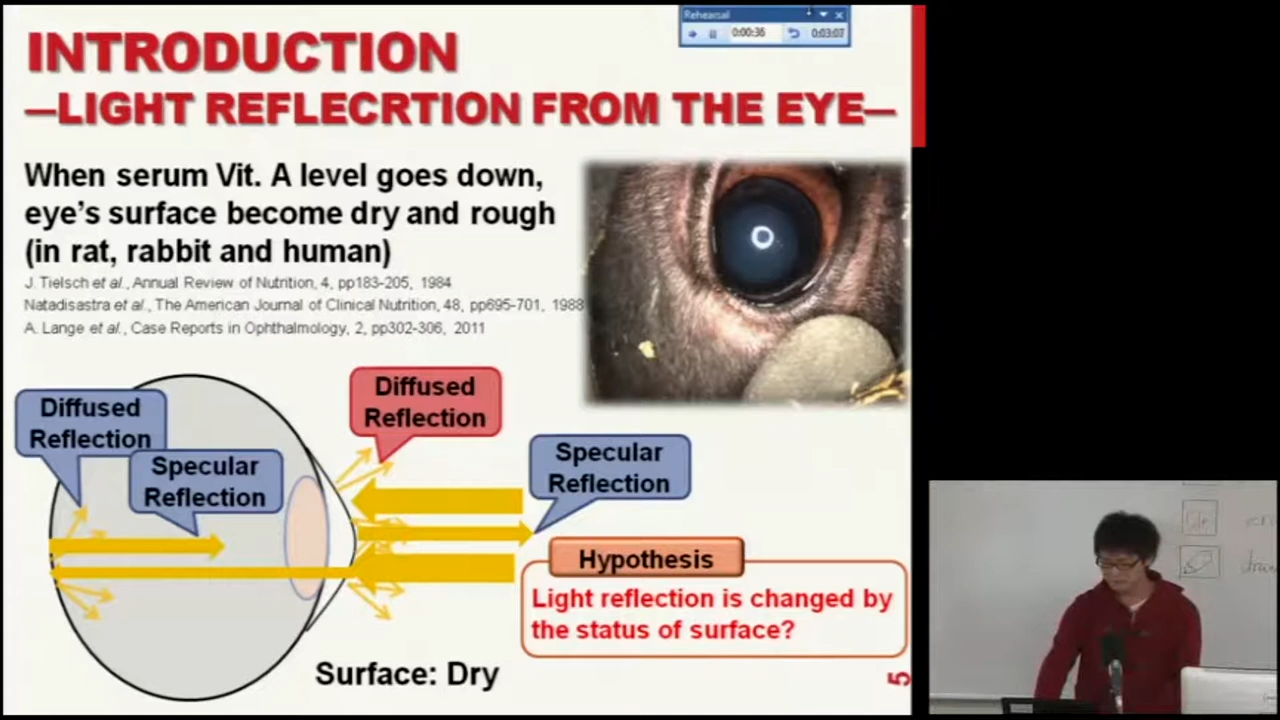 Rehearsal
0:00:36
0:03:07
INTRODUCTION
—LIGHT REFLECRTION FROM THE EYE—
When serum Vit. A level goes down,
eye's surface become dry and rough
(in rat, rabbit and human)
J. Tielsch et al., Annual Review of Nutrition, 4, pp183-205, 1984
Natadisastra et al., The American Journal of Clinical Nutrition, 48, pp695-701, 1988
A. Lange et al., Case Reports in Ophthalmology, 2, pp302-306, 2011
Diffused
Reflection
Specular
Reflection
Diffused
Reflection
Specular
Reflection
Hypothesis
Light reflection is changed by
the status of surface?
Surface: Dry
5